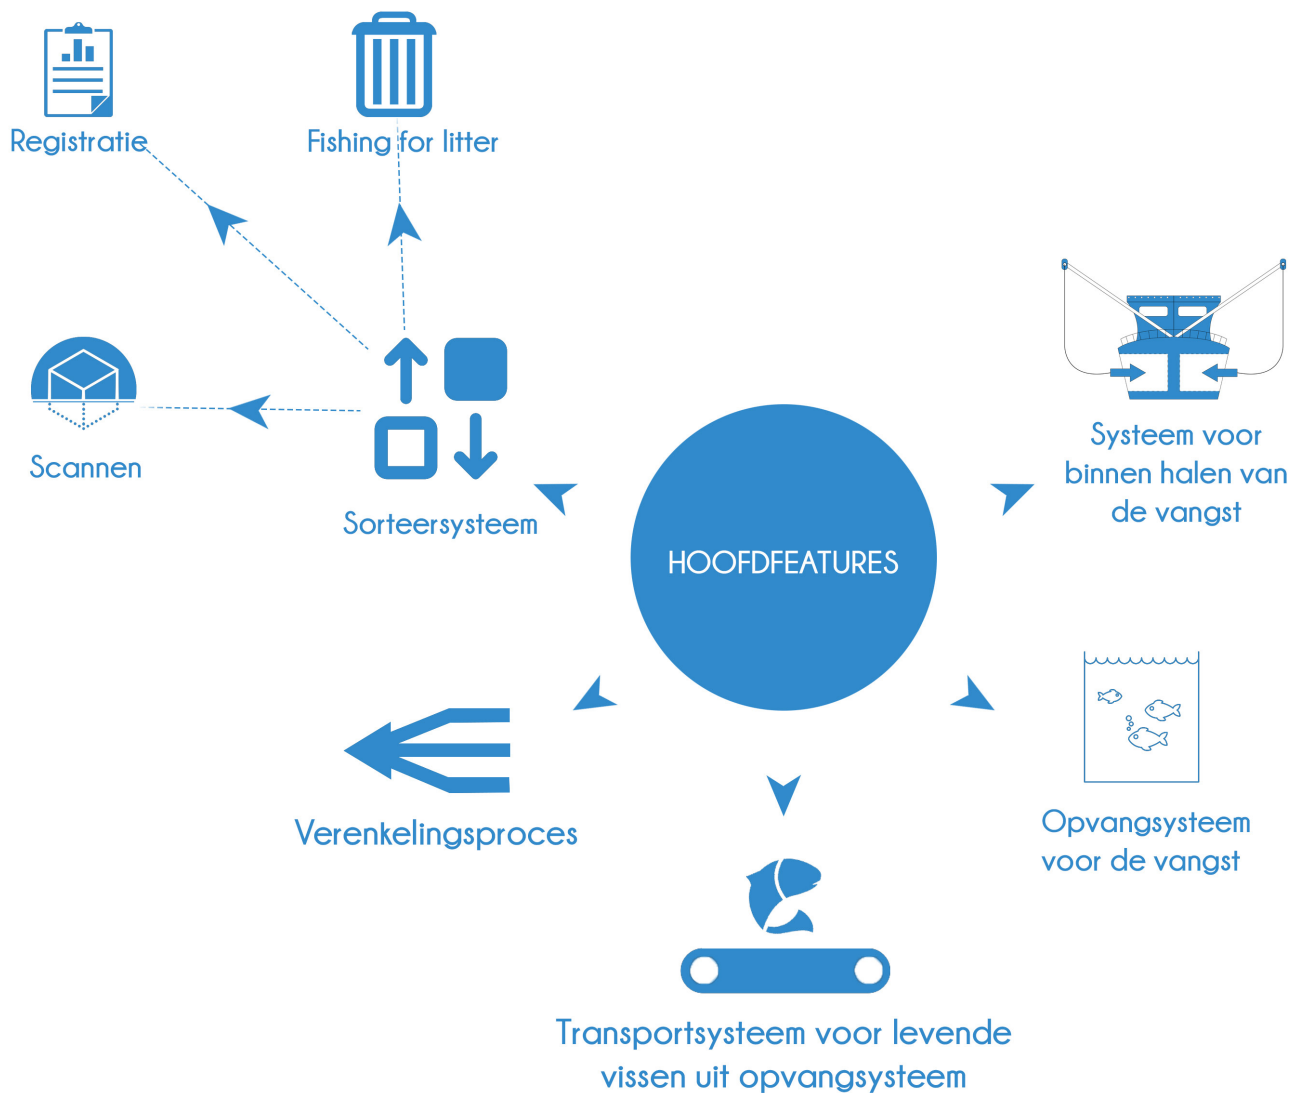 Registratie
Fishing for litter
Scannen
Sorteersysteem
HOOFDFEATURES
Systeem voor
binnen halen van
de vangst
Verenkelingsproces
Opvangsysteem
voor de vangst
Transportsysteem voor levende
vissen uit opvangsysteem